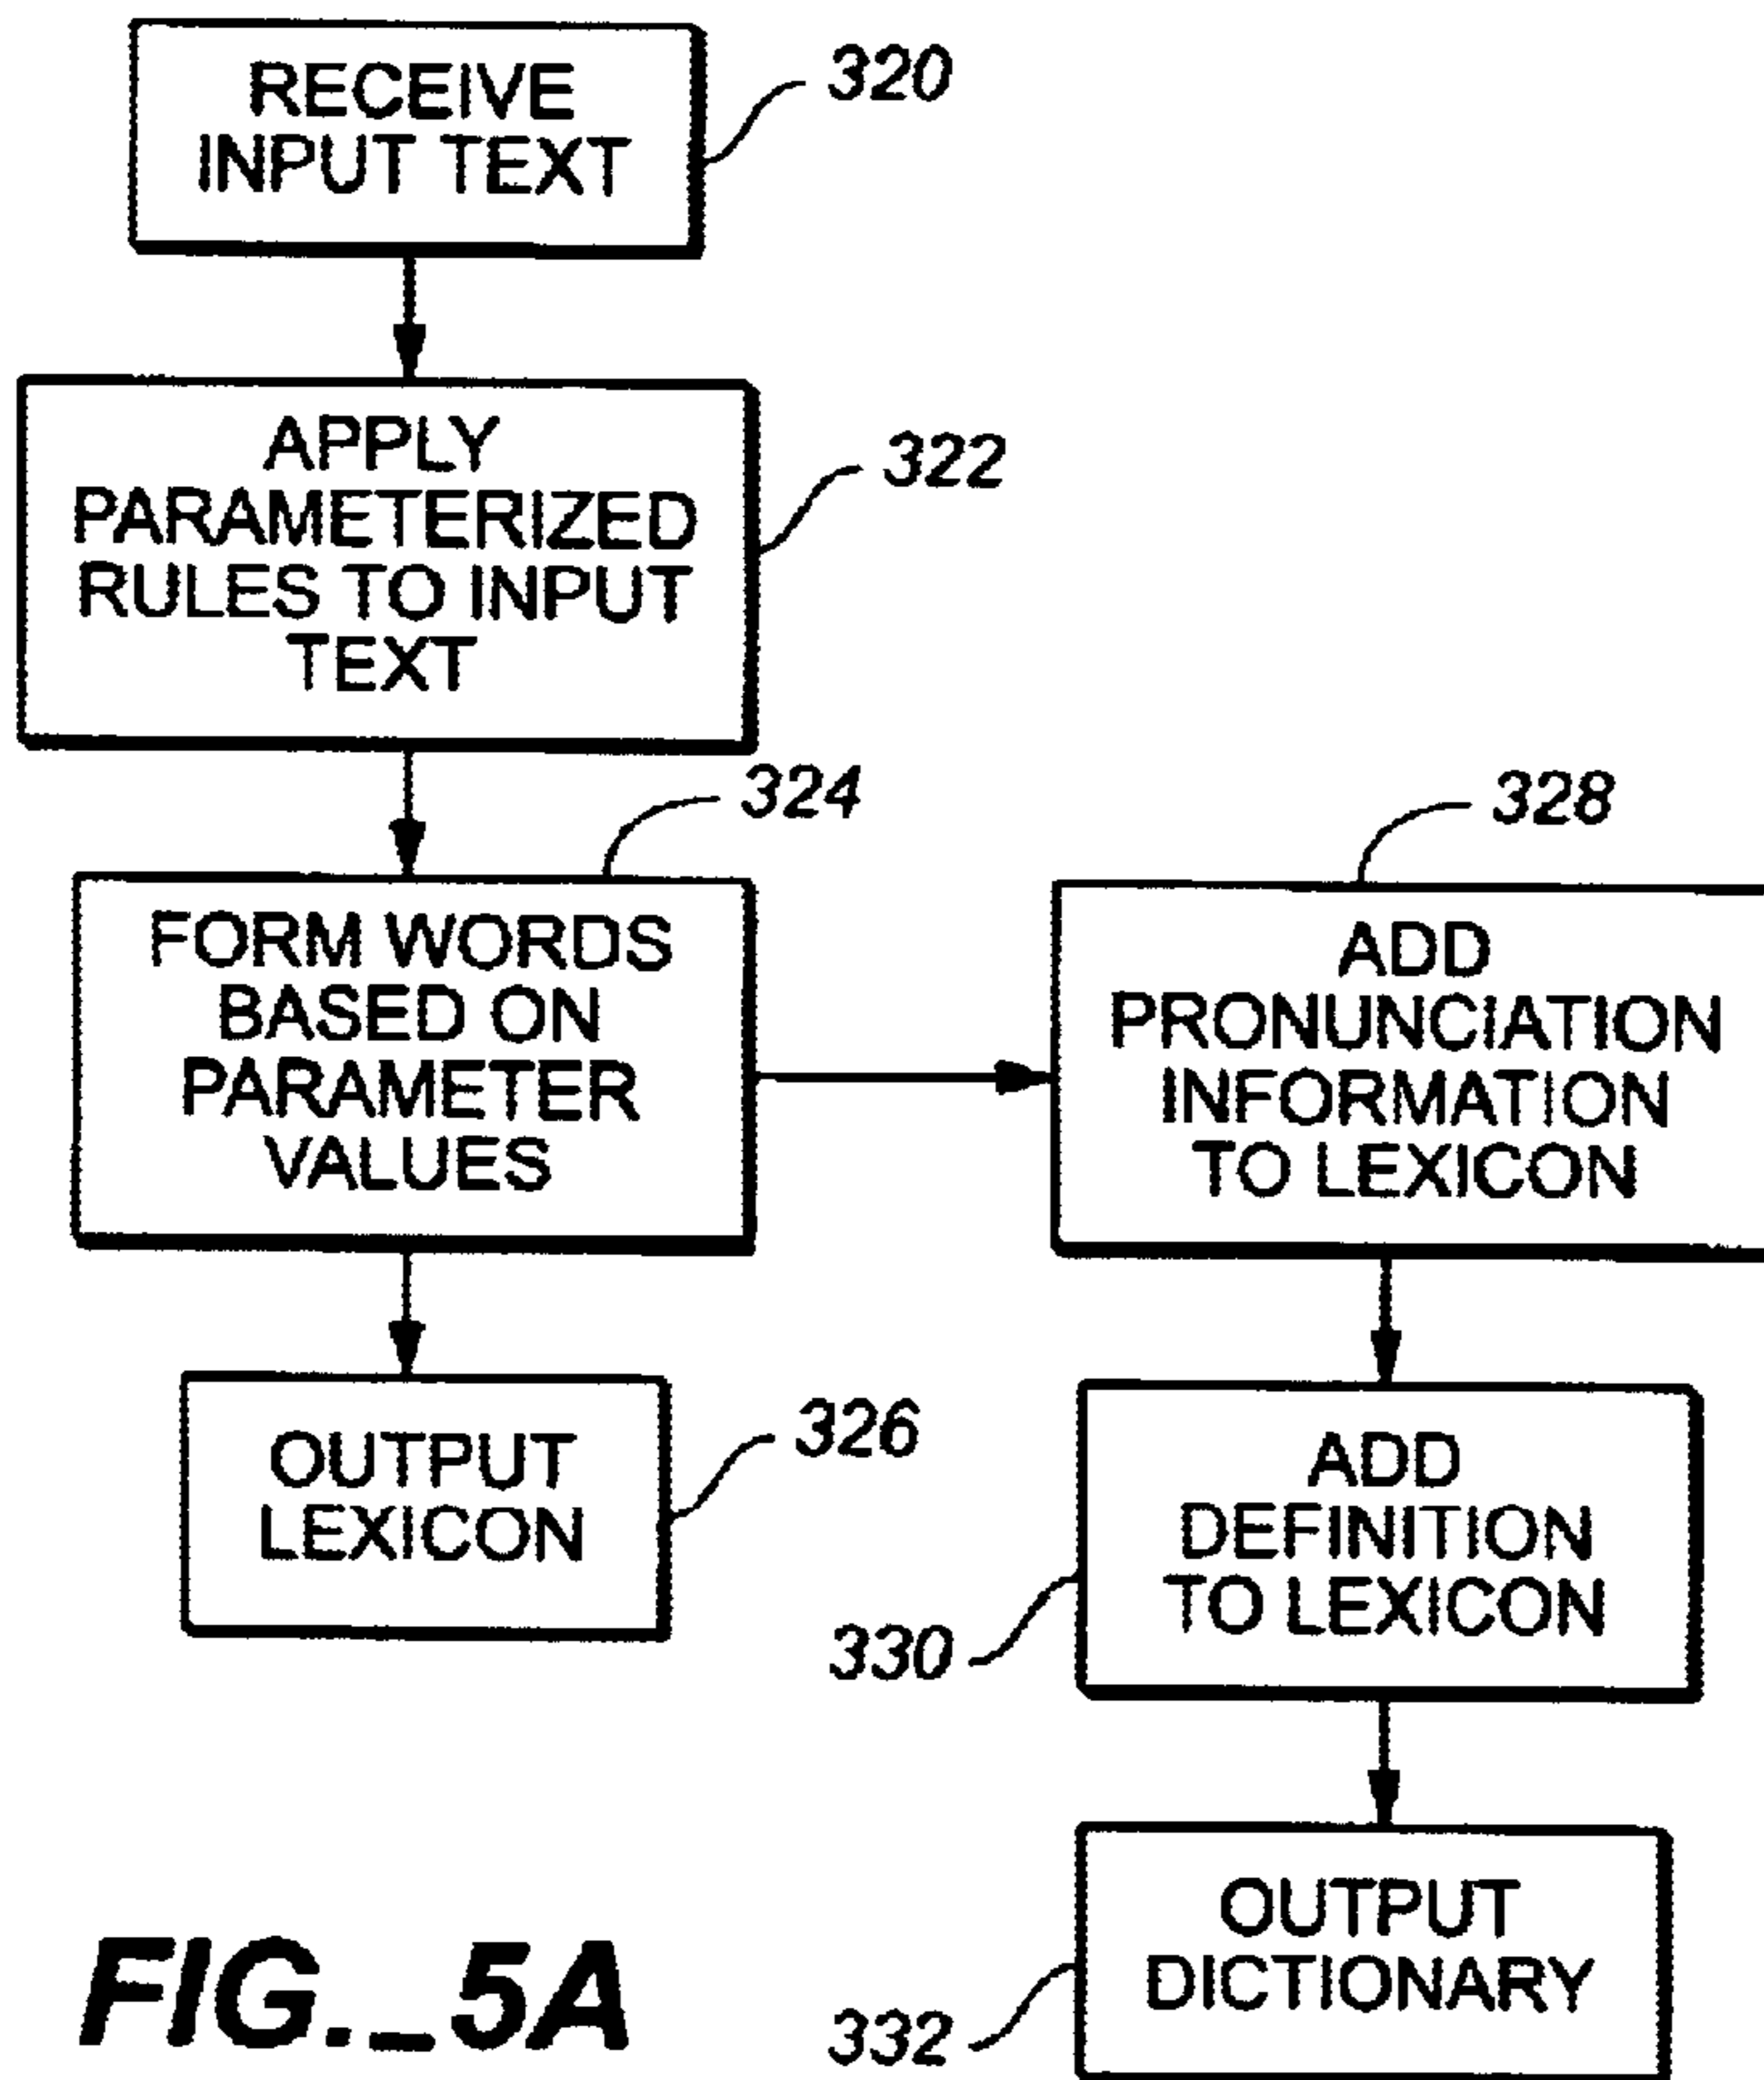 RECEIVE
INPUT TEXT
320
APPLY
PARAMETERIZED
RULES TO INPUT
TEXT
322
324
FORM WORDS
BASED ON
PARAMETER
VALUES
328
ADD
PRONUNCIATION
INFORMATION
TO LEXICON
OUTPUT
LEXICON
326
ADD
DEFINITION
TO LEXICON
330
OUTPUT
DICTIONARY
332
FIG._5A